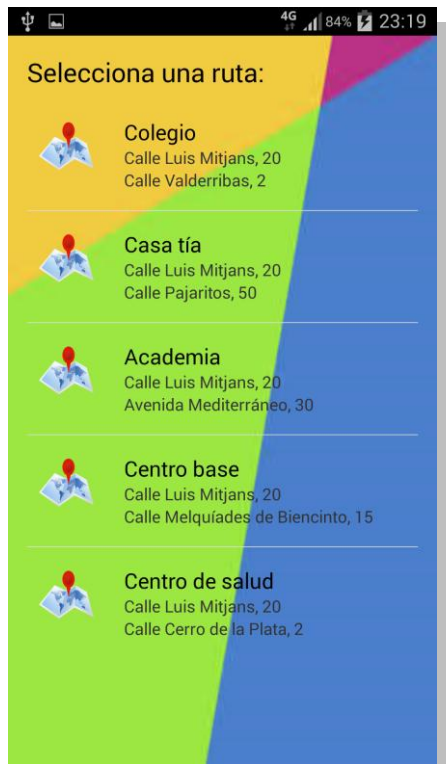 4G 84% 23:19
Selecciona una ruta:
Colegio
Calle Luis Mitjans, 20
Calle Valderribas, 2
Casa tía
Calle Luis Mitjans, 20
Calle Pajaritos, 50
Academia
Calle Luis Mitjans, 20
Avenida Mediterráneo, 30
Centro base
Calle Luis Mitjans, 20
Calle Melquíades de Biencinto, 15
Centro de salud
Calle Luis Mitjans, 20
Calle Cerro de la Plata, 2